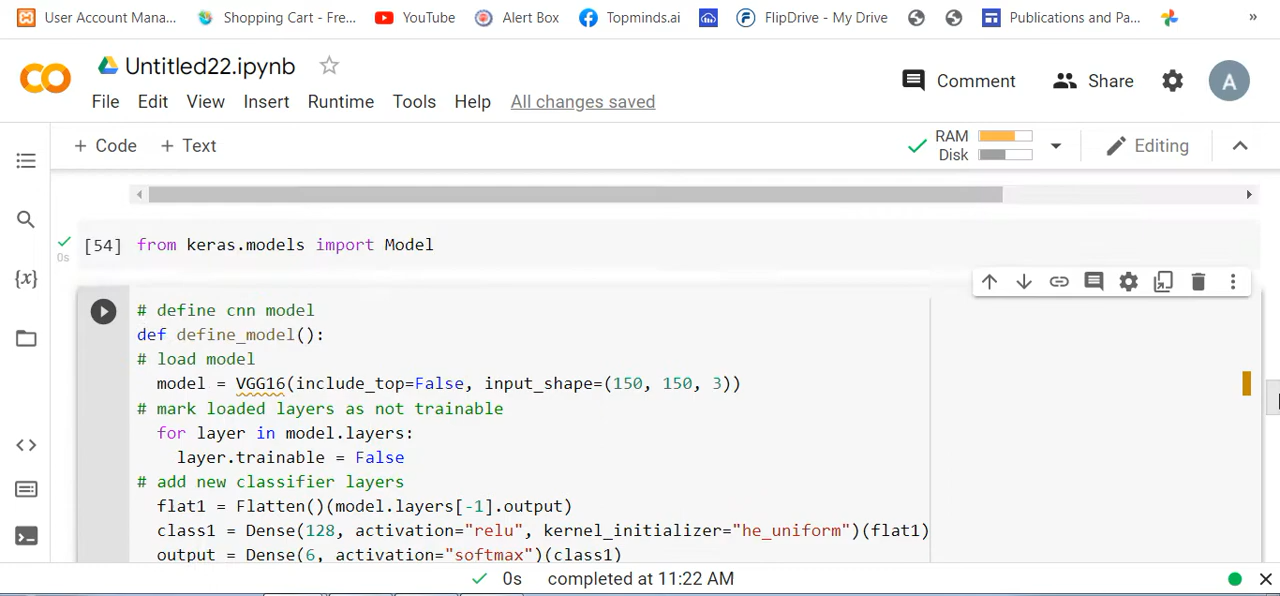 User Account Mana... Shopping Cart - Fre... YouTube Alert Box Topminds.ai FlipDrive - My Drive Publications and Pa... »
CO Untitled22.ipynb Comment Share A
File Edit View Insert Runtime Tools Help All changes saved
+ Code + Text RAM Disk Editing
[54] from keras.models import Model
0s
# define cnn model
def define_model():
# load model
model = VGG16(include_top=False, input_shape=(150, 150, 3))
# mark loaded layers as not trainable
for layer in model.layers:
layer.trainable = False
# add new classifier layers
flat1 = Flatten()(model.layers[-1].output)
class1 = Dense(128, activation="relu", kernel_initializer="he_uniform")(flat1)
output = Dense(6, activation="softmax")(class1)
0s completed at 11:22 AM